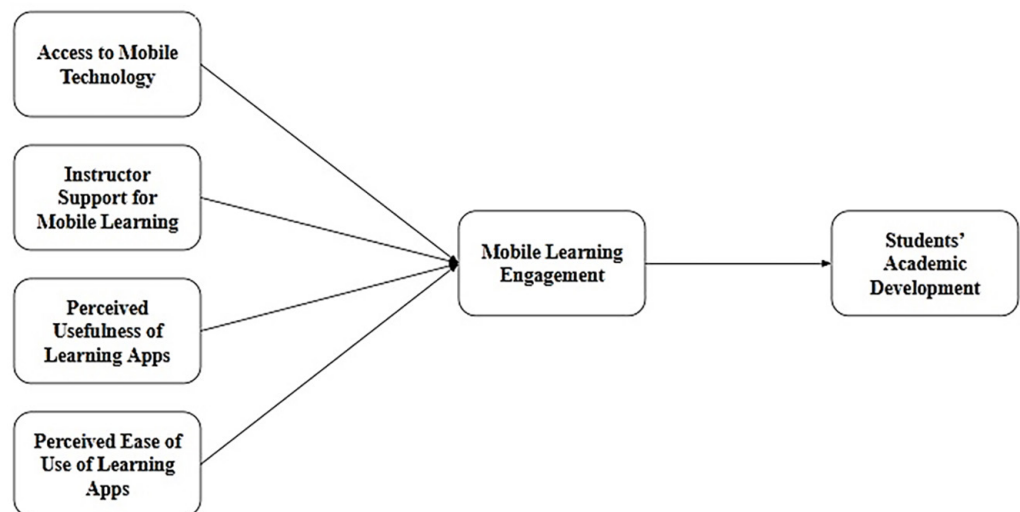 Access to Mobile
Technology
Instructor
Support for
Mobile Learning
Perceived
Usefulness of
Learning Apps
Perceived Ease of
Use of Learning
Apps
Mobile Learning
Engagement
Students’
Academic
Development